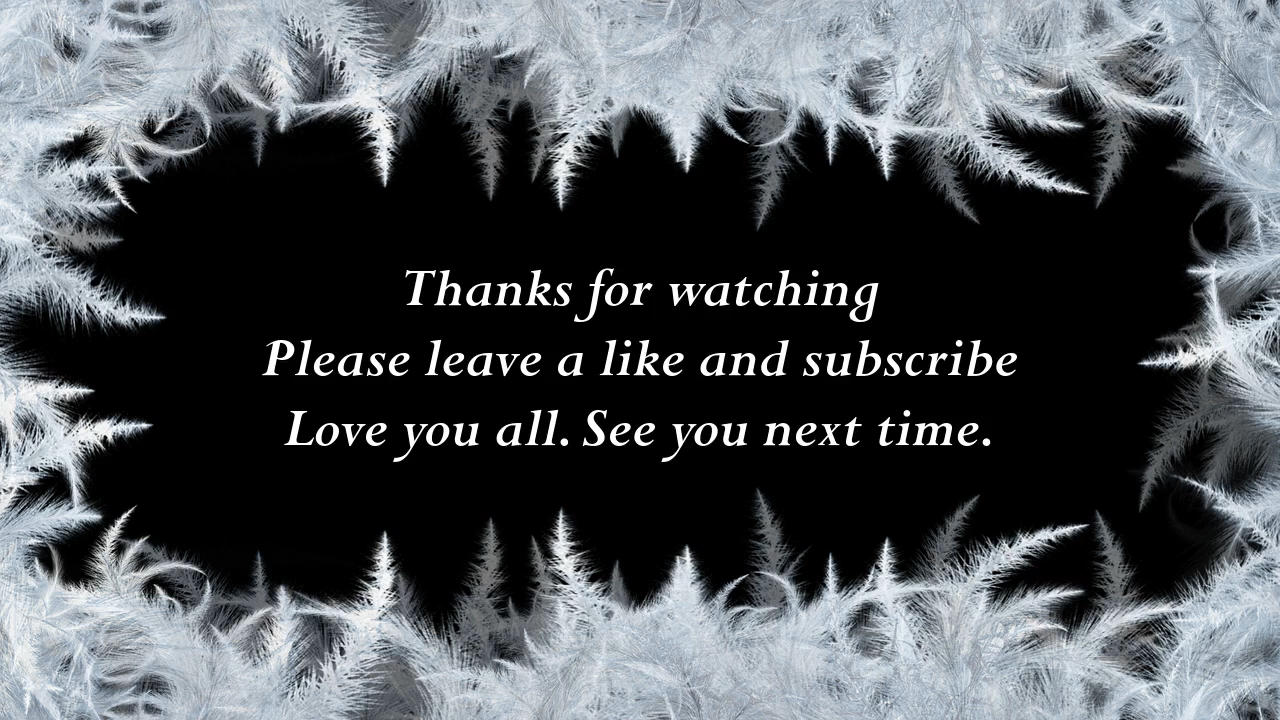 Thanks for watching
Please leave a like and subscribe
Love you all. See you next time.